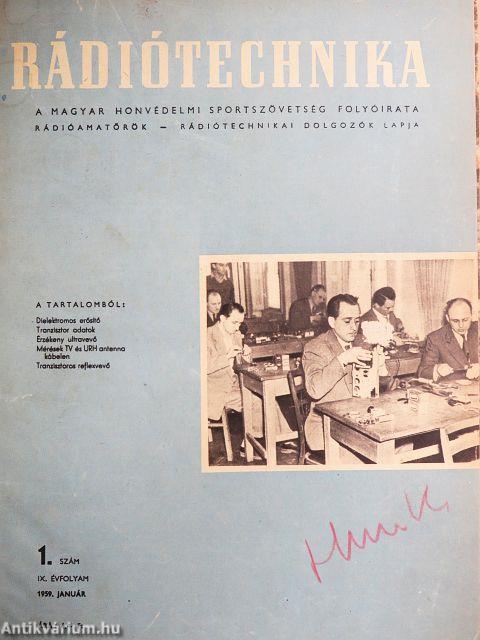 RÁDIÓTECHNIKA
A MAGYAR HONVÉDELMI SPORTSZÖVETSÉG FOLYÓIRATA
RÁDIÓAMATŐRÖK — RÁDIÓTECHNIKAI DOLGOZÓK LAPJA
A TARTALOMBÓL:
Dielektromos erősítő
Tranzisztor adatok
Érzékeny ultravevő
Mérések TV és URH antenna
kábelen
Tranzisztoros reflexvevő
1. SZÁM
IX. ÉVFOLYAM
1959. JANUÁR
Antikvárium.hu